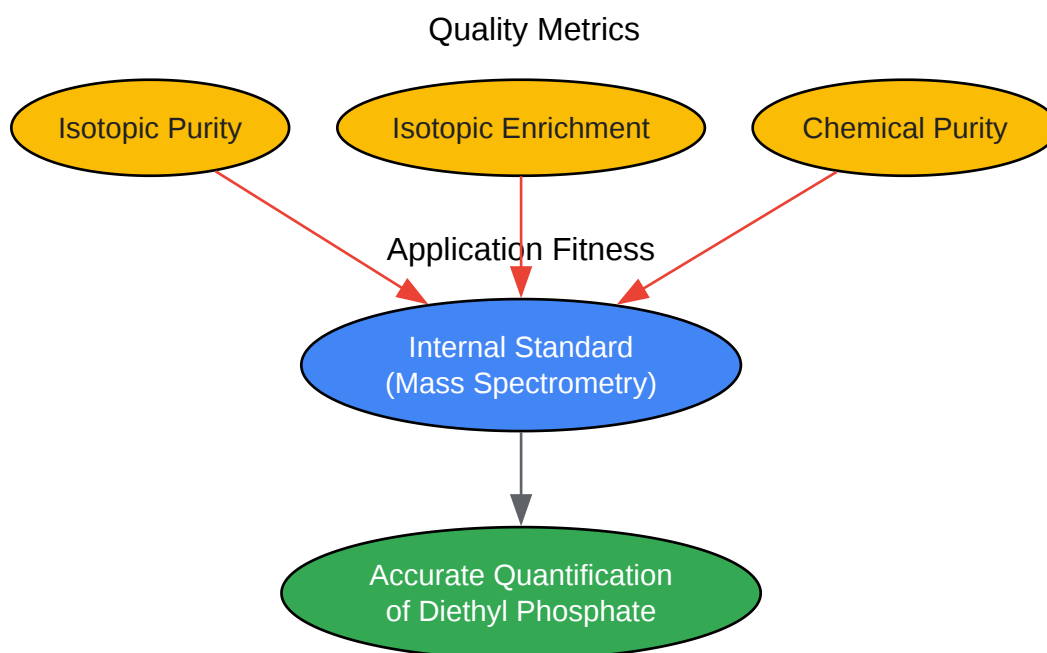 Quality Metrics
Isotopic Purity
Isotopic Enrichment
Chemical Purity
Application Fitness
Internal Standard
(Mass Spectrometry)
Accurate Quantification
of Diethyl Phosphate